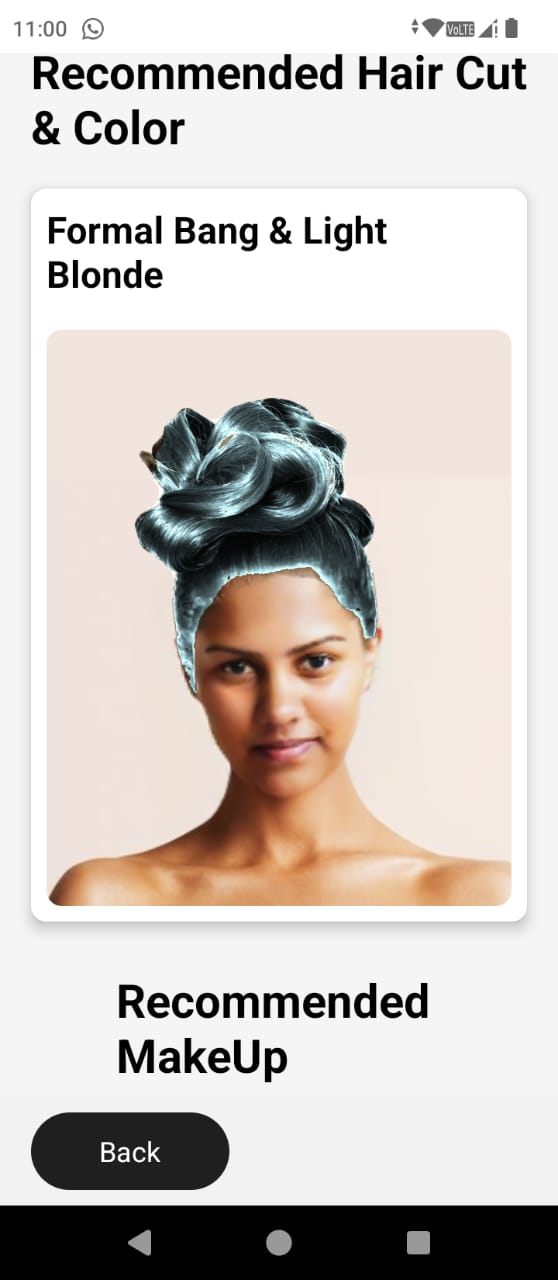 11:00 VoLTE
Recommended Hair Cut
& Color
Formal Bang & Light
Blonde
Recommended
MakeUp
Back